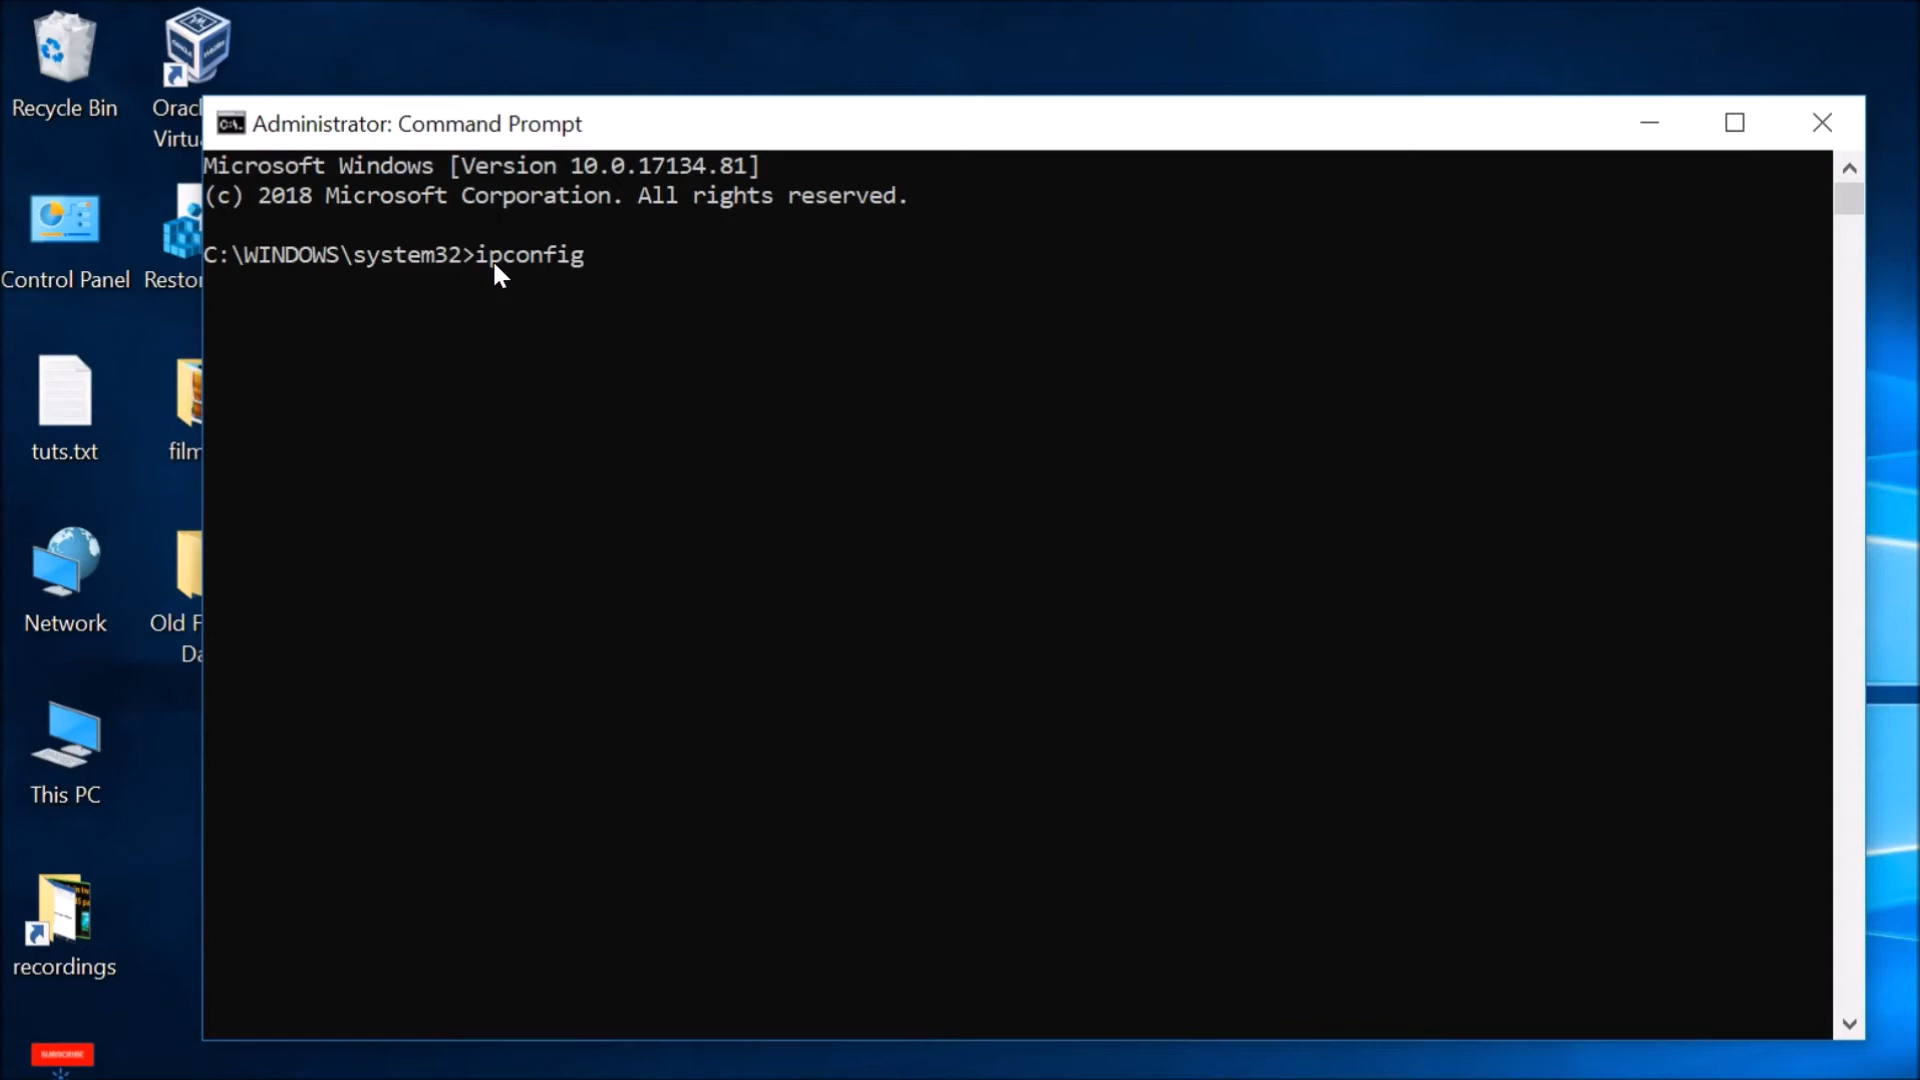 Recycle Bin
Orac
Virtu
Control Panel
Restor
tuts.txt
film
Network
Old F
Da
This PC
recordings
SUBSCRIBE
Administrator: Command Prompt
Microsoft Windows [Version 10.0.17134.81]
(c) 2018 Microsoft Corporation. All rights reserved.
C:\WINDOWS\system32>ipconfig